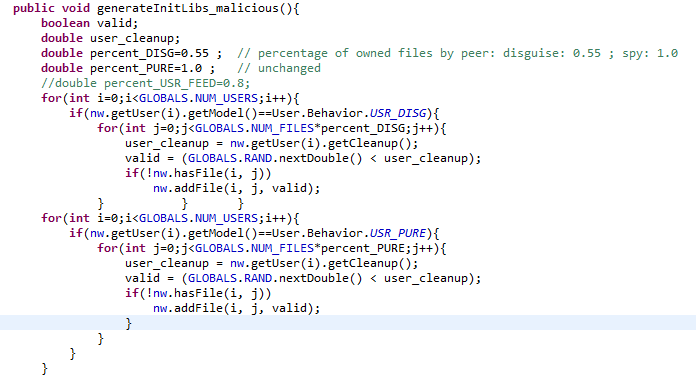 public void generateInitLibs_malicious(){
    boolean valid;
    double user_cleanup;
    double percent_DISG=0.55 ;  // percentage of owned files by peer: disguise: 0.55 ; spy: 1.0
    double percent_PURE=1.0 ;   // unchanged
    //double percent_USR_FEED=0.8;
    for(int i=0;i<GLOBALS.NUM_USERS;i++){
        if(nw.getUser(i).getModel()==User.Behavior.USR_DISG){
            for(int j=0;j<GLOBALS.NUM_FILES*percent_DISG;j++){
                user_cleanup = nw.getUser(i).getCleanup();
                valid = (GLOBALS.RAND.nextDouble() < user_cleanup);
                if(!nw.hasFile(i, j))
                    nw.addFile(i, j, valid);
            }           }       }
    for(int i=0;i<GLOBALS.NUM_USERS;i++){
        if(nw.getUser(i).getModel()==User.Behavior.USR_PURE){
            for(int j=0;j<GLOBALS.NUM_FILES*percent_PURE;j++){
                user_cleanup = nw.getUser(i).getCleanup();
                valid = (GLOBALS.RAND.nextDouble() < user_cleanup);
                if(!nw.hasFile(i, j))
                    nw.addFile(i, j, valid);
                }
            }
        }
    }